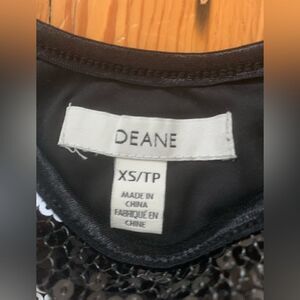 DEANE
XS/TP
MADE IN
CHINA
FABRIQUÉ EN
CHINE